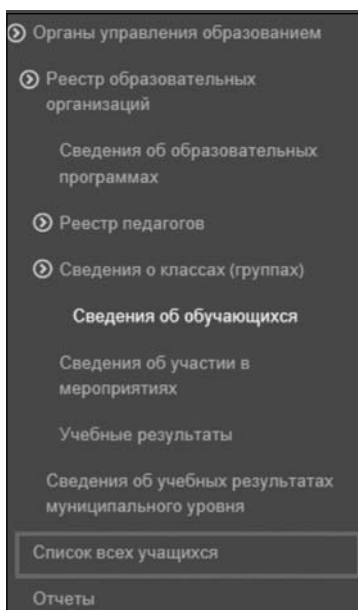 Органы управления образованием
Реестр образовательных
организаций
Сведения об образовательных
программах
Реестр педагогов
Сведения о классах (группах)
Сведения об обучающихся
Сведения об участии в
мероприятиях
Учебные результаты
Сведения об учебных результатах
муниципального уровня
Список всех учащихся
Отчеты